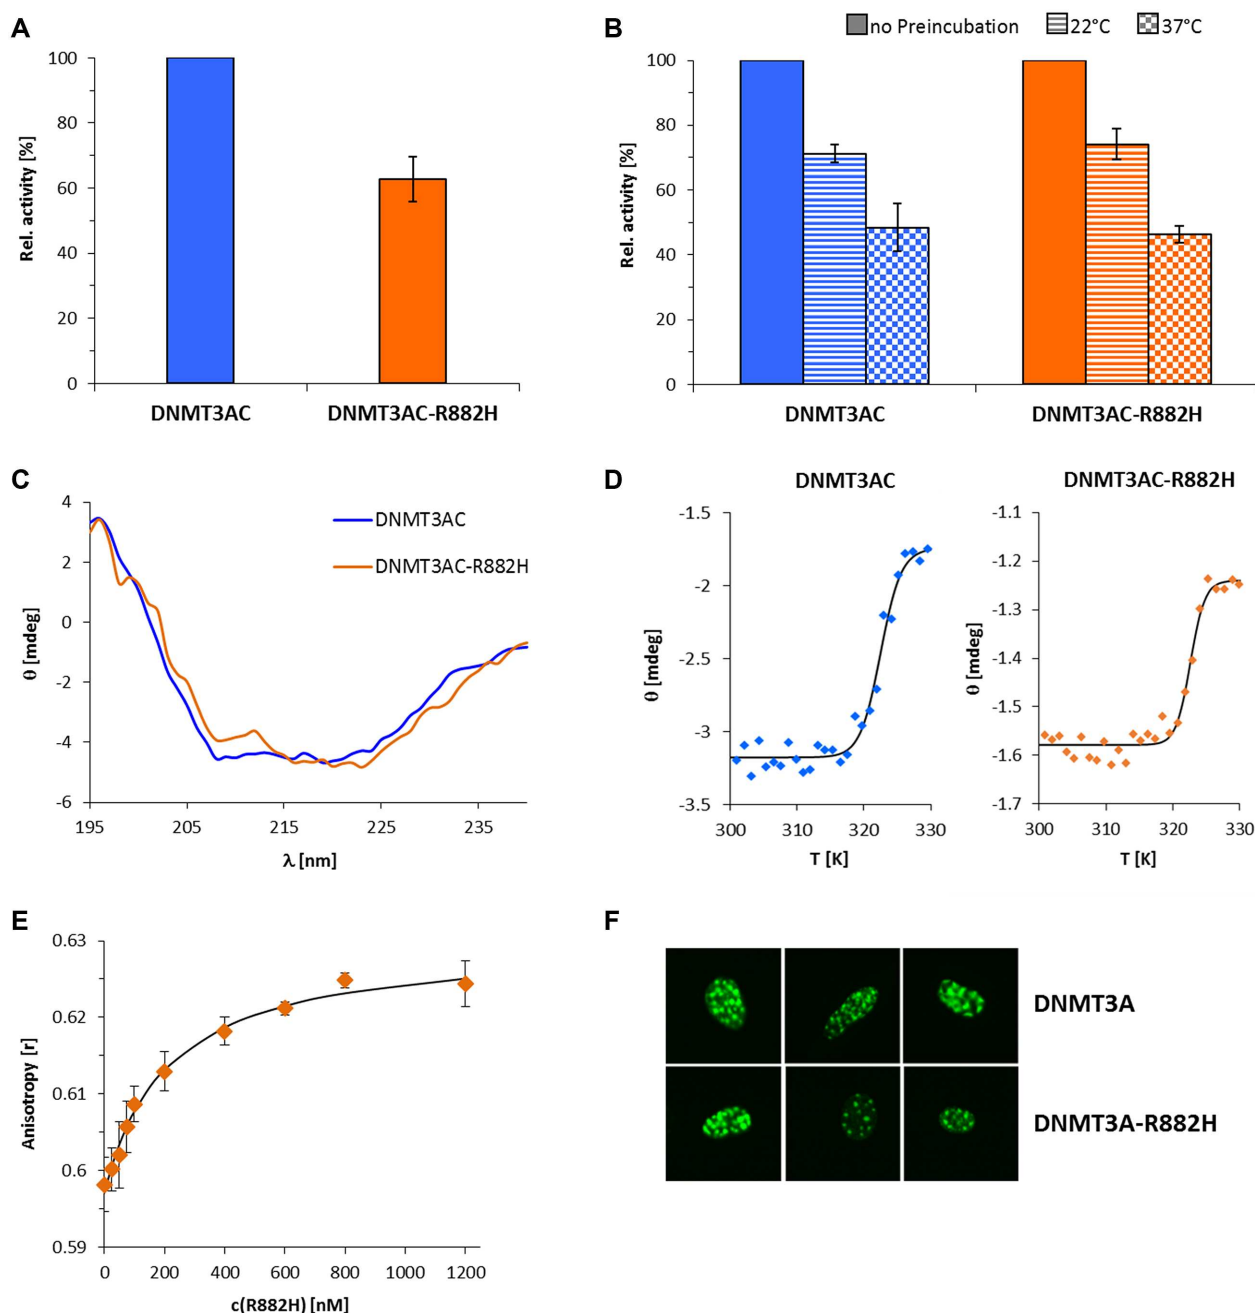 A
100
80
60
40
20
0
Rel. activity [%]
DNMT3AC
DNMT3AC-R882H
B
no Preincubation
22°C
37°C
100
80
60
40
20
0
Rel. activity [%]
DNMT3AC
DNMT3AC-R882H
C
4
2
0
-2
-4
-6
θ [mdeg]
DNMT3AC
DNMT3AC-R882H
195
205
215
225
235
λ [nm]
D
DNMT3AC
-1.5
-2
-2.5
-3
-3.5
θ [mdeg]
300
310
320
330
T [K]
DNMT3AC-R882H
-1.1
-1.2
-1.3
-1.4
-1.5
-1.6
-1.7
θ [mdeg]
300
310
320
330
T [K]
E
0.63
0.62
0.61
0.6
0.59
Anisotropy [r]
0
200
400
600
800
1000
1200
c(R882H) [nM]
F
DNMT3A
DNMT3A-R882H